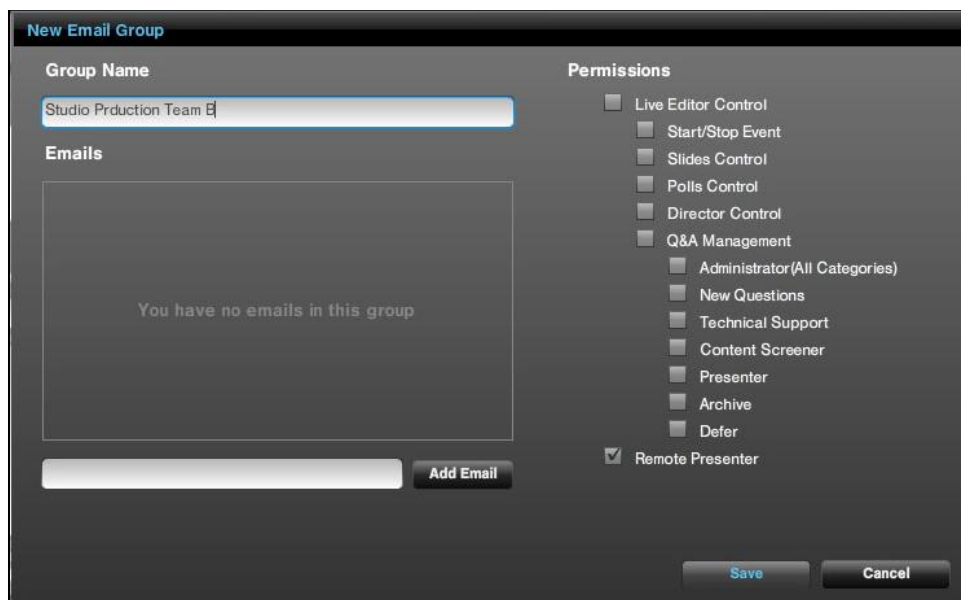 New Email Group
Group Name
Studio Prduction Team B
Emails
You have no emails in this group
Add Email
Permissions
Live Editor Control
Start/Stop Event
Slides Control
Polls Control
Director Control
Q&A Management
Administrator(All Categories)
New Questions
Technical Support
Content Screener
Presenter
Archive
Defer
Remote Presenter
Save
Cancel